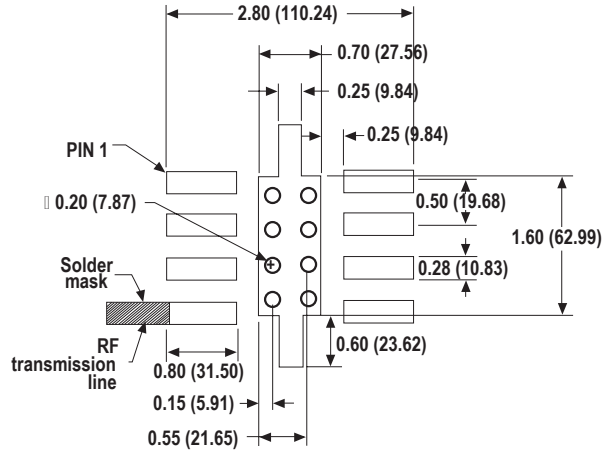 2.80 (110.24)
0.70 (27.56)
0.25 (9.84)
0.25 (9.84)
PIN 1
0.20 (7.87)
0.50 (19.68)
1.60 (62.99)
0.28 (10.83)
Solder
mask
RF
transmission
line
0.60 (23.62)
0.80 (31.50)
0.15 (5.91)
0.55 (21.65)